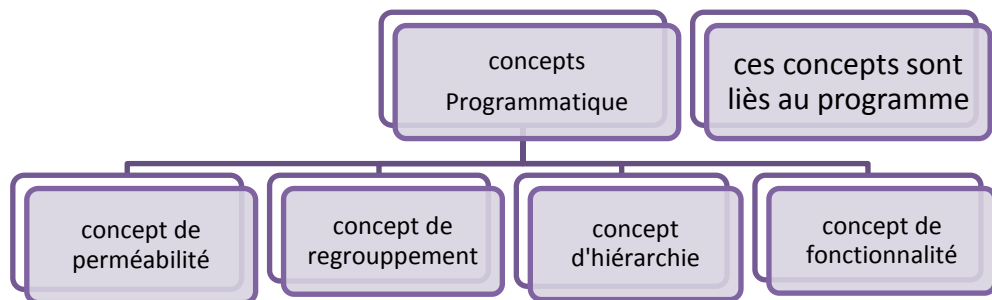 concepts
Programmatique
ces concepts sont
liès au programme
concept de
perméabilité
concept de
regrouppement
concept
d'hiérarchie
concept de
fonctionnalité